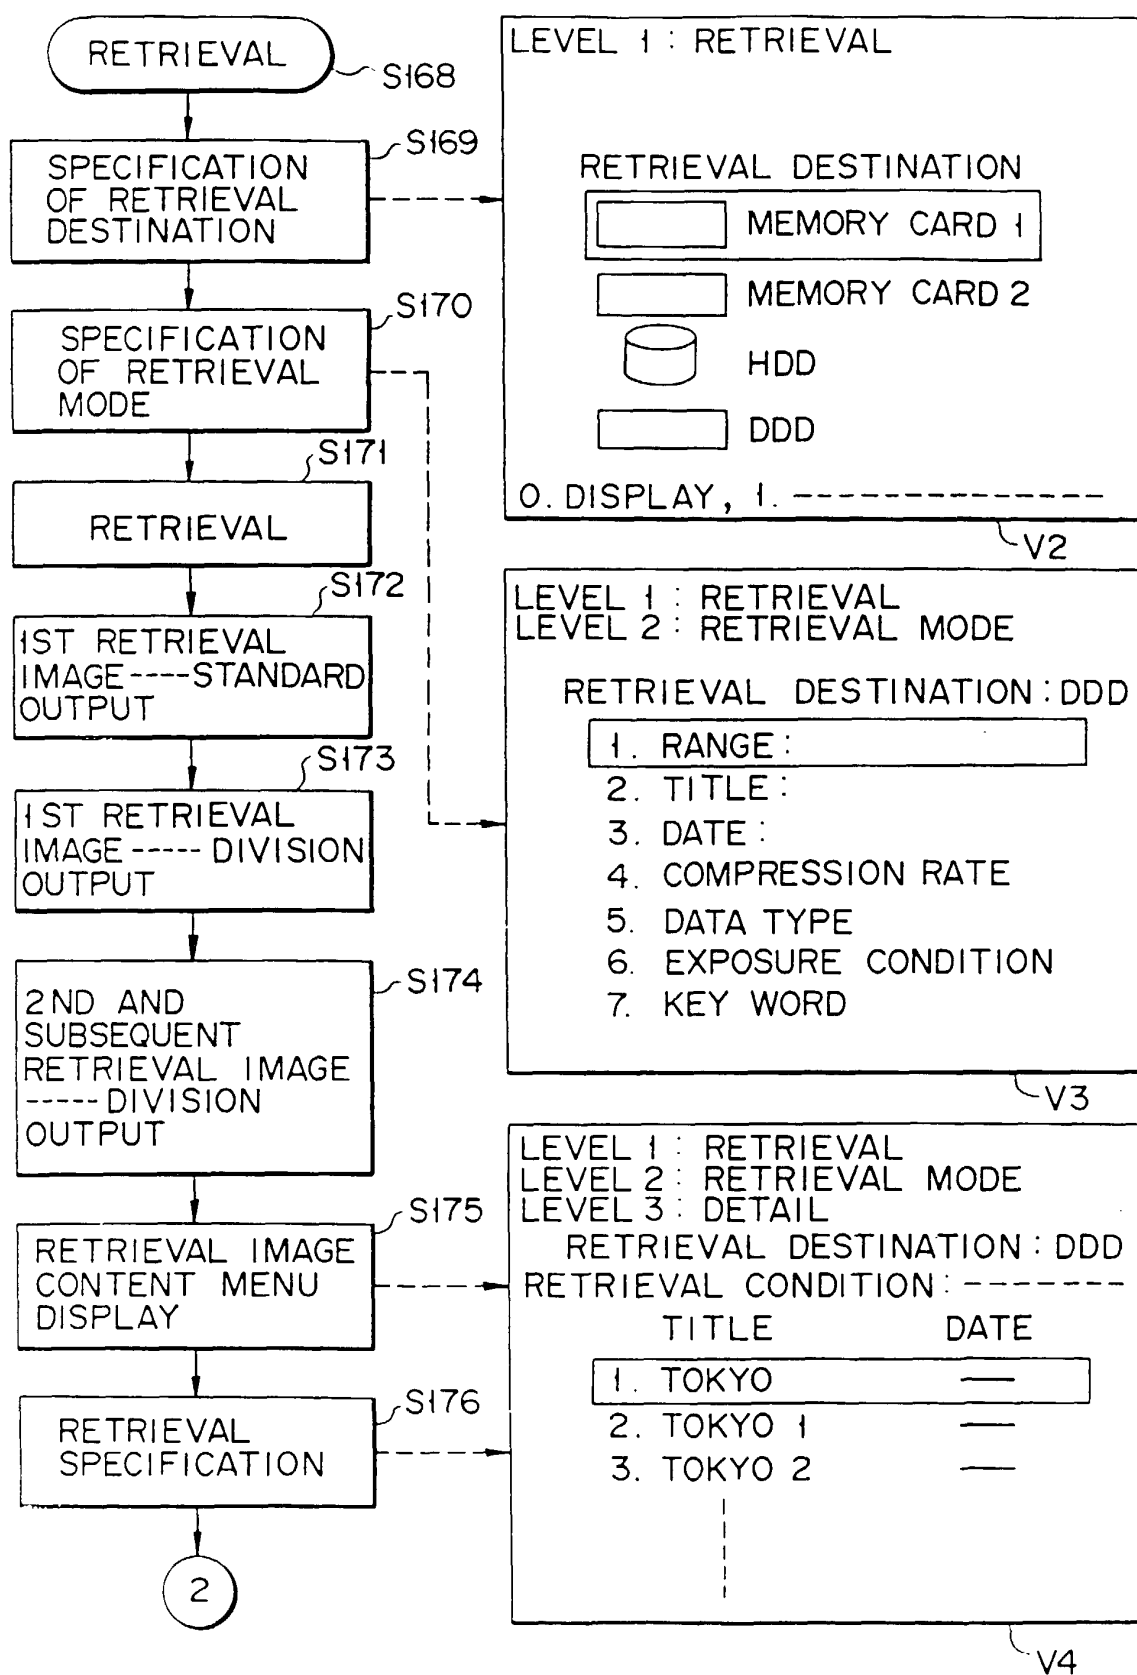 RETRIEVAL
S168
SPECIFICATION
OF RETRIEVAL
DESTINATION
S169
SPECIFICATION
OF RETRIEVAL
MODE
S170
RETRIEVAL
S171
1ST RETRIEVAL
IMAGE----STANDARD
OUTPUT
S172
1ST RETRIEVAL
IMAGE-----DIVISION
OUTPUT
S173
2ND AND
SUBSEQUENT
RETRIEVAL IMAGE
-----DIVISION
OUTPUT
S174
RETRIEVAL IMAGE
CONTENT MENU
DISPLAY
S175
RETRIEVAL
SPECIFICATION
S176
2
LEVEL 1 : RETRIEVAL
RETRIEVAL DESTINATION
MEMORY CARD 1
MEMORY CARD 2
HDD
DDD
0. DISPLAY, 1. --------------
V2
LEVEL 1 : RETRIEVAL
LEVEL 2 : RETRIEVAL MODE
RETRIEVAL DESTINATION : DDD
1. RANGE :
2. TITLE :
3. DATE :
4. COMPRESSION RATE
5. DATA TYPE
6. EXPOSURE CONDITION
7. KEY WORD
V3
LEVEL 1 : RETRIEVAL
LEVEL 2 : RETRIEVAL MODE
LEVEL 3 : DETAIL
RETRIEVAL DESTINATION : DDD
RETRIEVAL CONDITION : -------
TITLE DATE
1. TOKYO —
2. TOKYO 1 —
3. TOKYO 2 —
V4